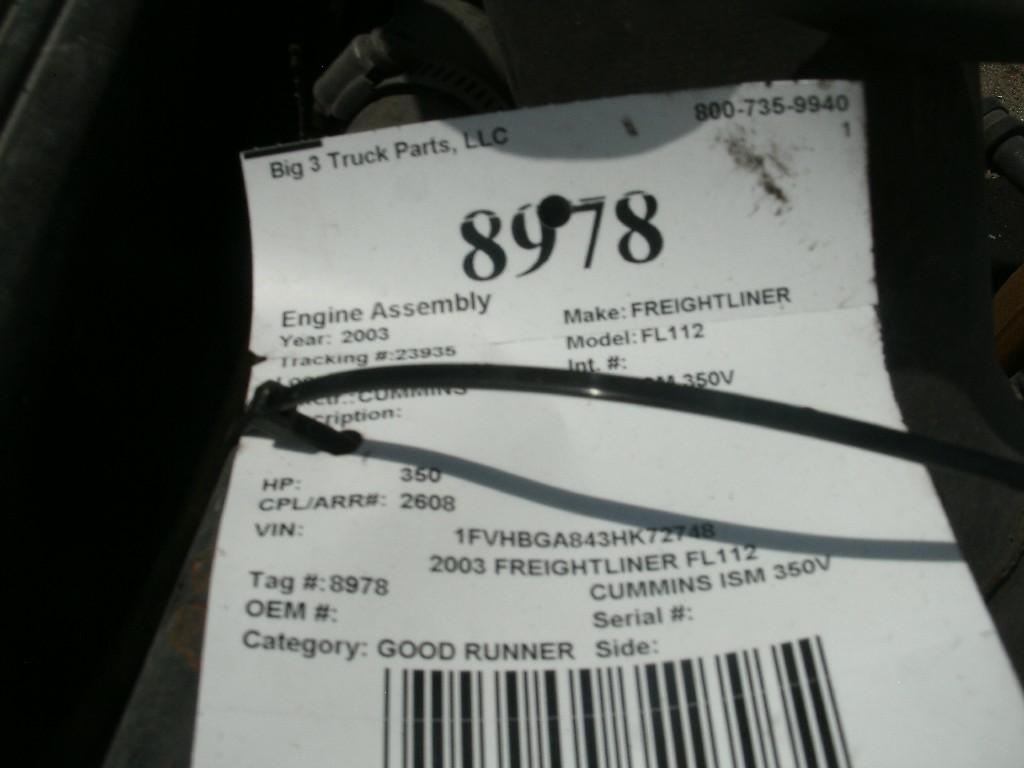 Big 3 Truck Parts, LLC 800-735-9940
1
8978
Engine Assembly Make: FREIGHTLINER
Year: 2003 Model: FL112
Tracking #:23935 Int. #:
350V
CUMMINS
HP: 350
CPL/ARR#: 2608
VIN: 1FVHBGA843HK72748
2003 FREIGHTLINER FL112
Tag #: 8978 CUMMINS ISM 350V
OEM #: Serial #:
Category: GOOD RUNNER Side: